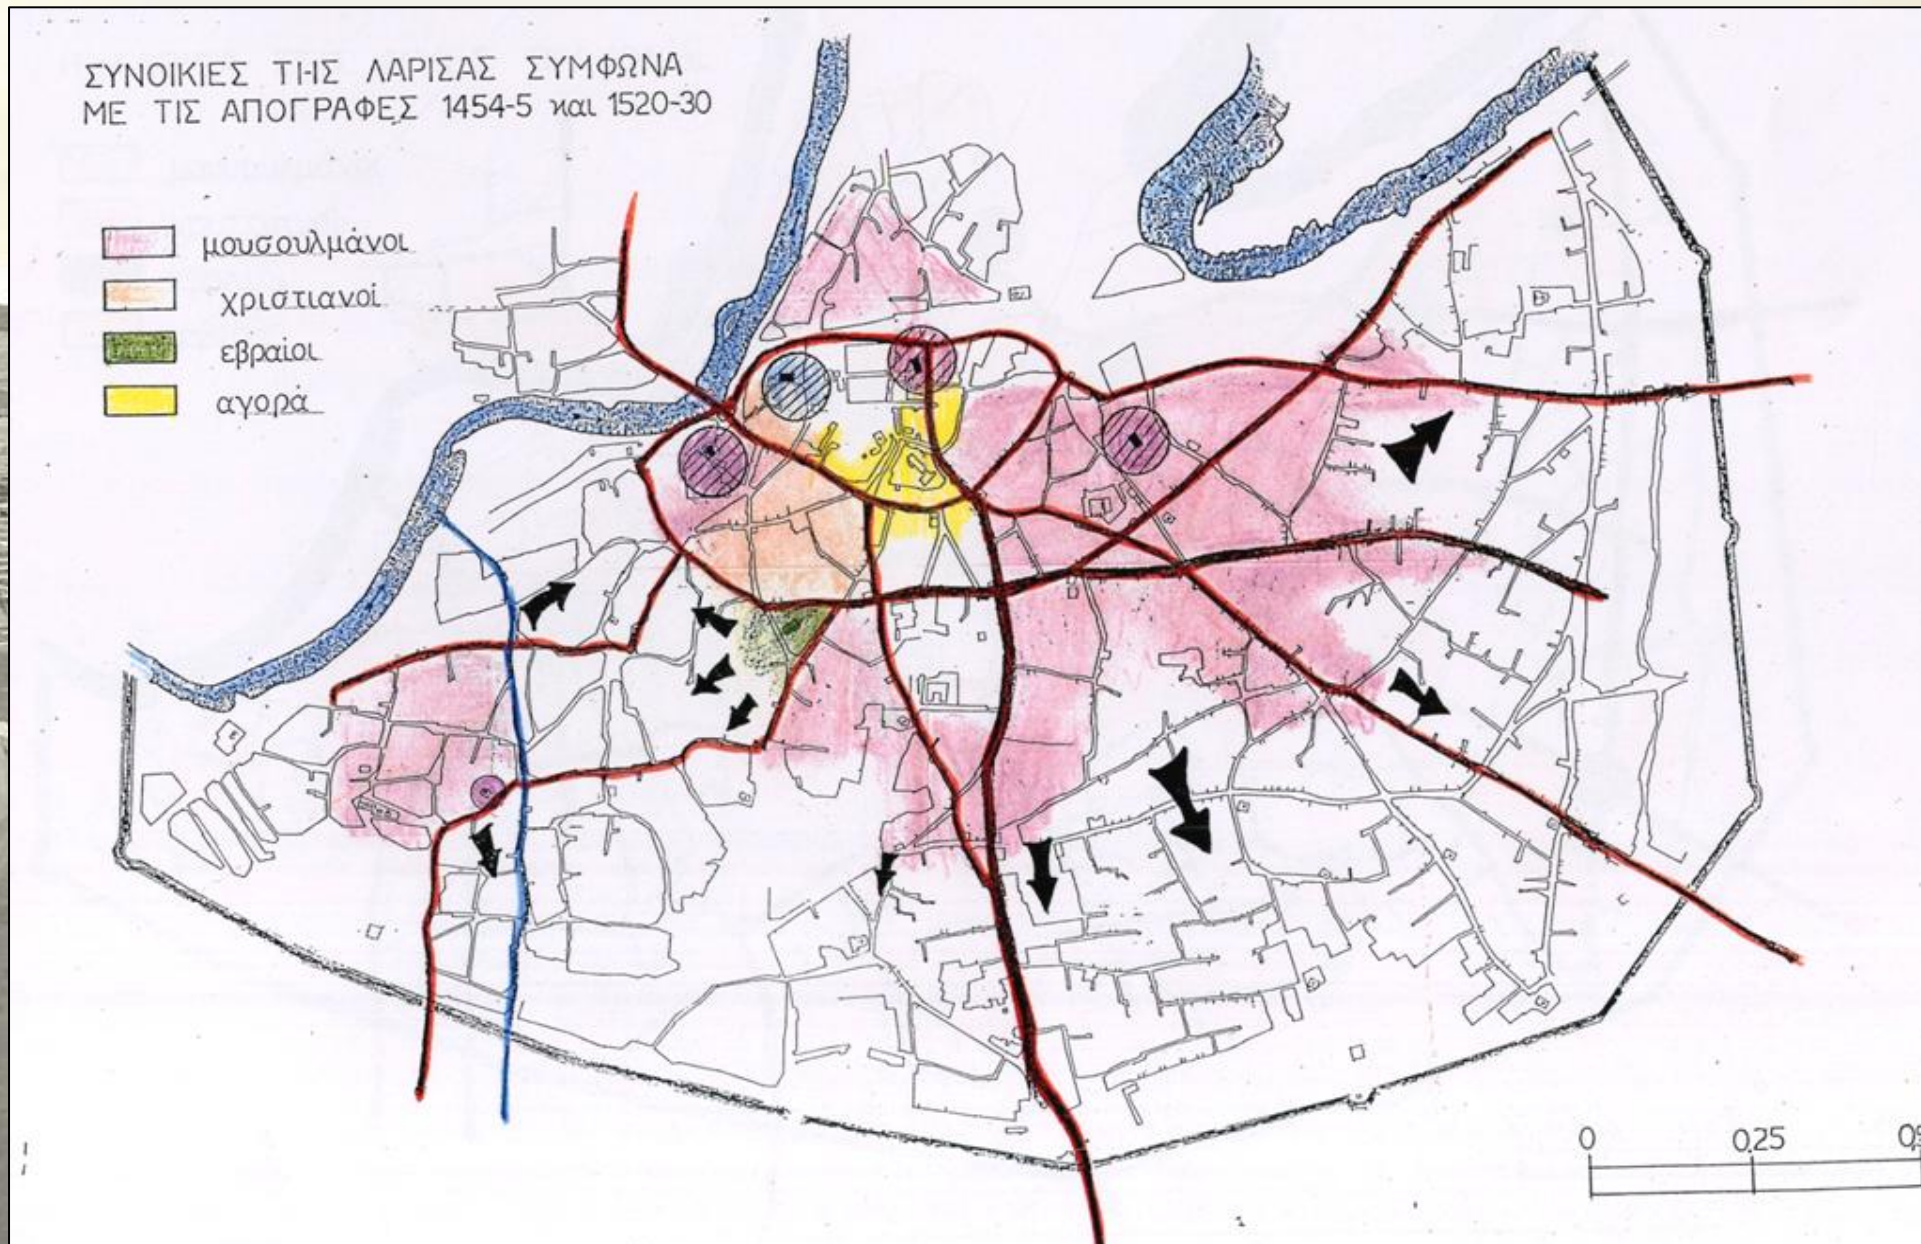 ΣΥΝΟΙΚΙΕΣ ΤΗΣ ΛΑΡΙΣΑΣ ΣΥΜΦΩΝΑ
ΜΕ ΤΙΣ ΑΠΟΓΡΑΦΕΣ 1454-5 και 1520-30
μουσουλμάνοι
χριστιανοί
εβραίοι
αγορά
0 0.25